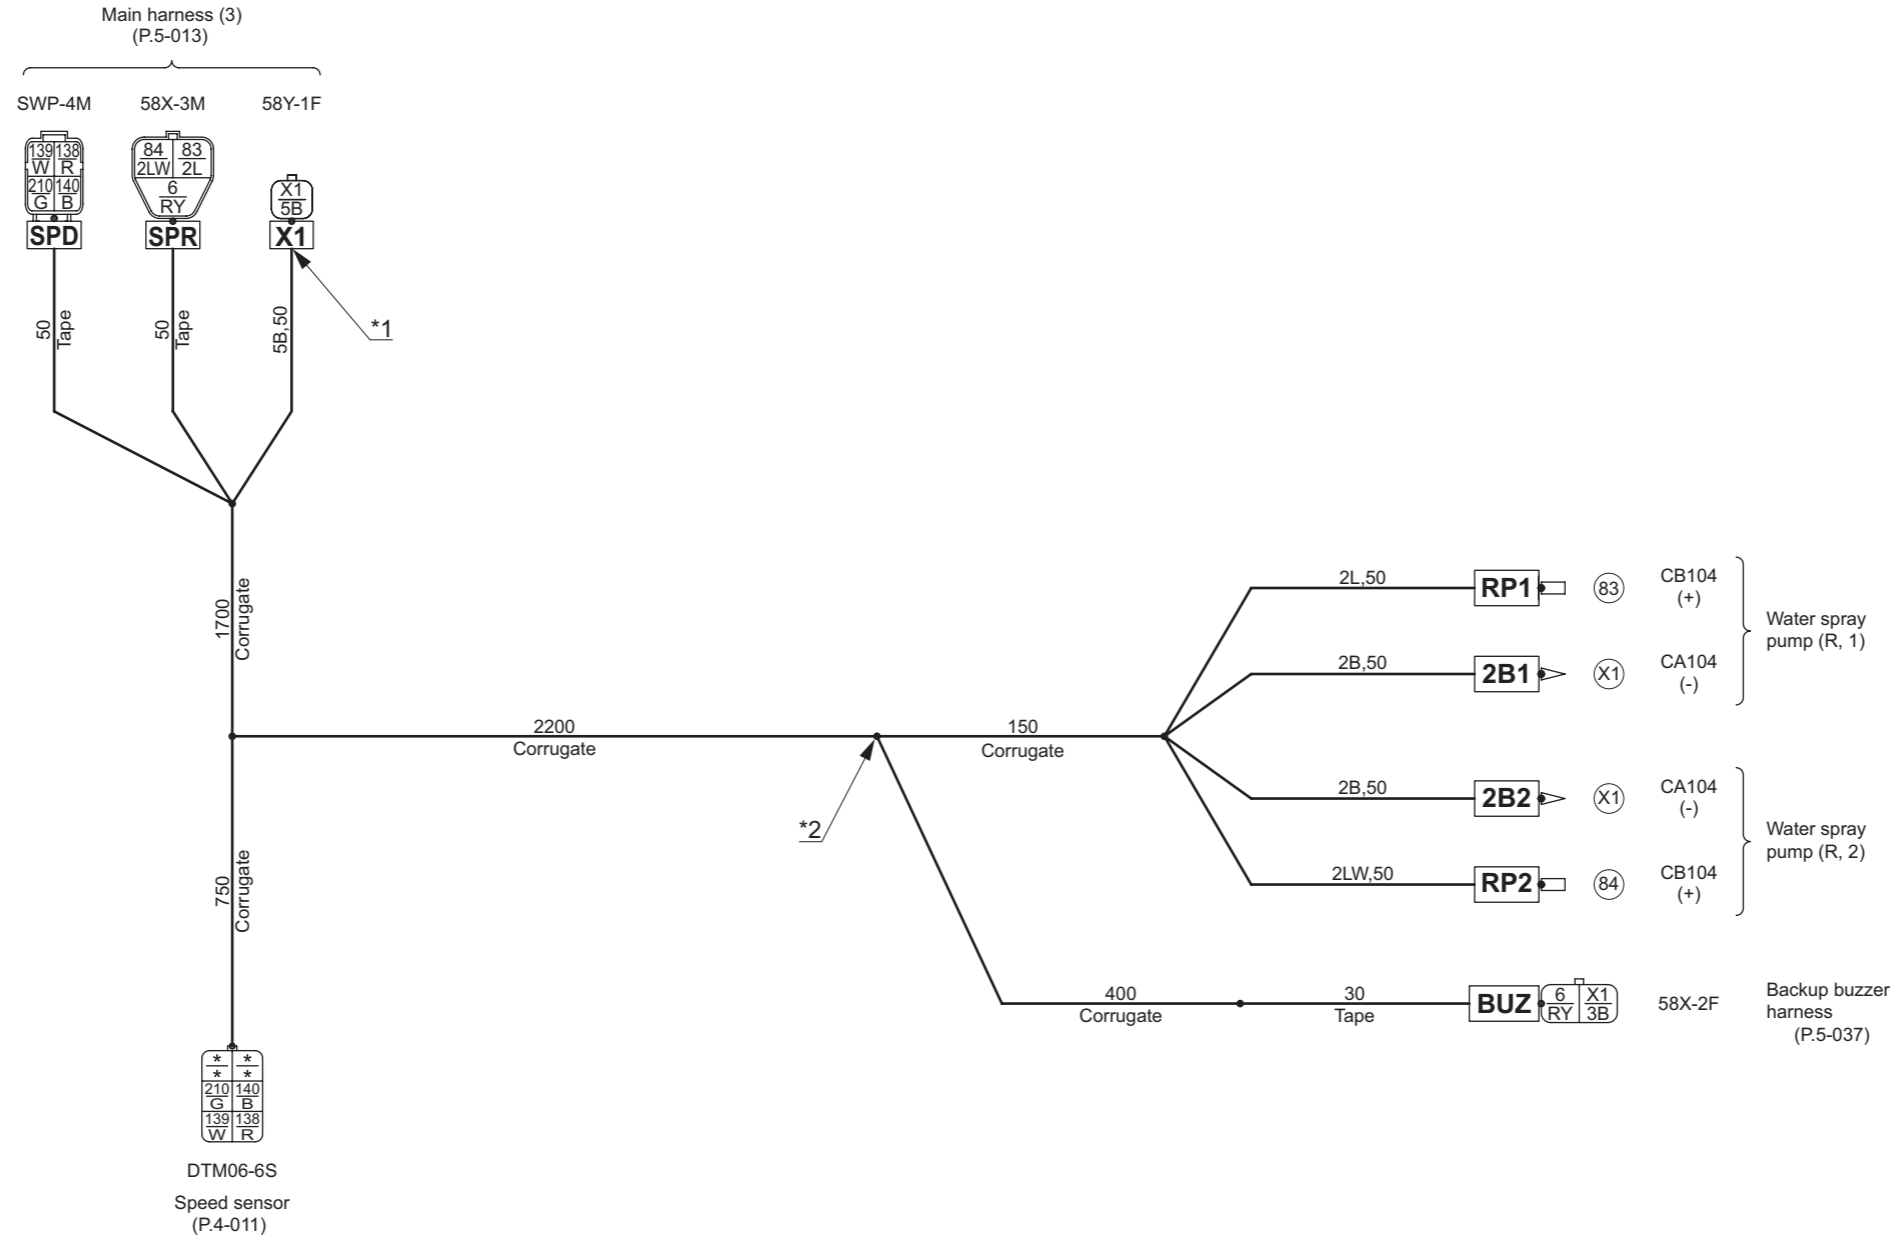 Main harness (3)
(P.5-013)
SWP-4M
58X-3M
58Y-1F
139 138
W R
210 140
G B
SPD
84 83
2LW 2L
6
RY
SPR
X1
5B
X1
50
Tape
50
Tape
5B,50
*1
1700
Corrugate
2200
Corrugate
150
Corrugate
*2
750
Corrugate
2L,50
RP1
83
CB104
(+)
2B,50
2B1
X1
CA104
(-)
Water spray
pump (R, 1)
2B,50
2B2
X1
CA104
(-)
2LW,50
RP2
84
CB104
(+)
Water spray
pump (R, 2)
400
Corrugate
30
Tape
BUZ
6 X1
RY 3B
58X-2F
Backup buzzer
harness
(P.5-037)
* *
* *
210 140
G B
139 138
W R
DTM06-6S
Speed sensor
(P.4-011)